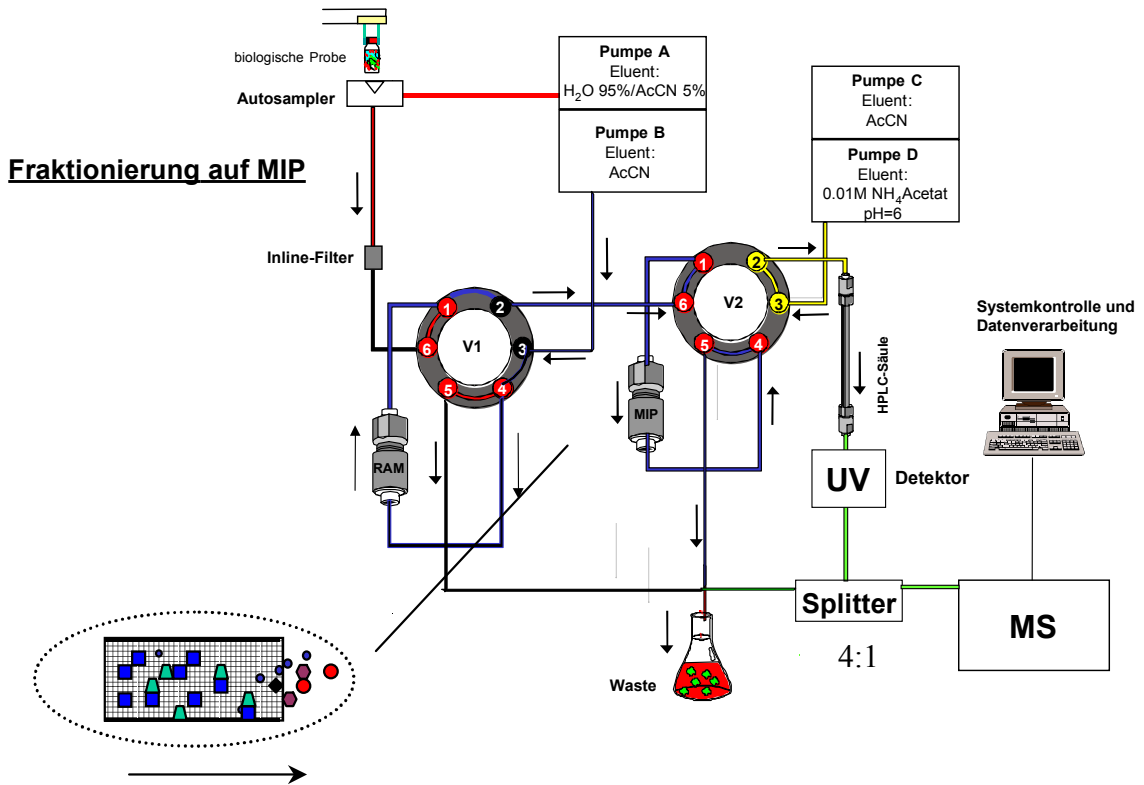 biologische Probe
Autosampler
Fraktionierung auf MIP
Inline-Filter
Pumpe A
Eluent:
H₂O 95%/AcCN 5%
Pumpe B
Eluent:
AcCN
Pumpe C
Eluent:
AcCN
Pumpe D
Eluent:
0.01M NH₄Acetat
pH=6
1
2
3
4
5
6
V1
1
2
3
4
5
6
V2
RAM
MIP
HPLC-Säule
UV
Detektor
Systemkontrolle und
Datenverarbeitung
Splitter
4:1
MS
Waste